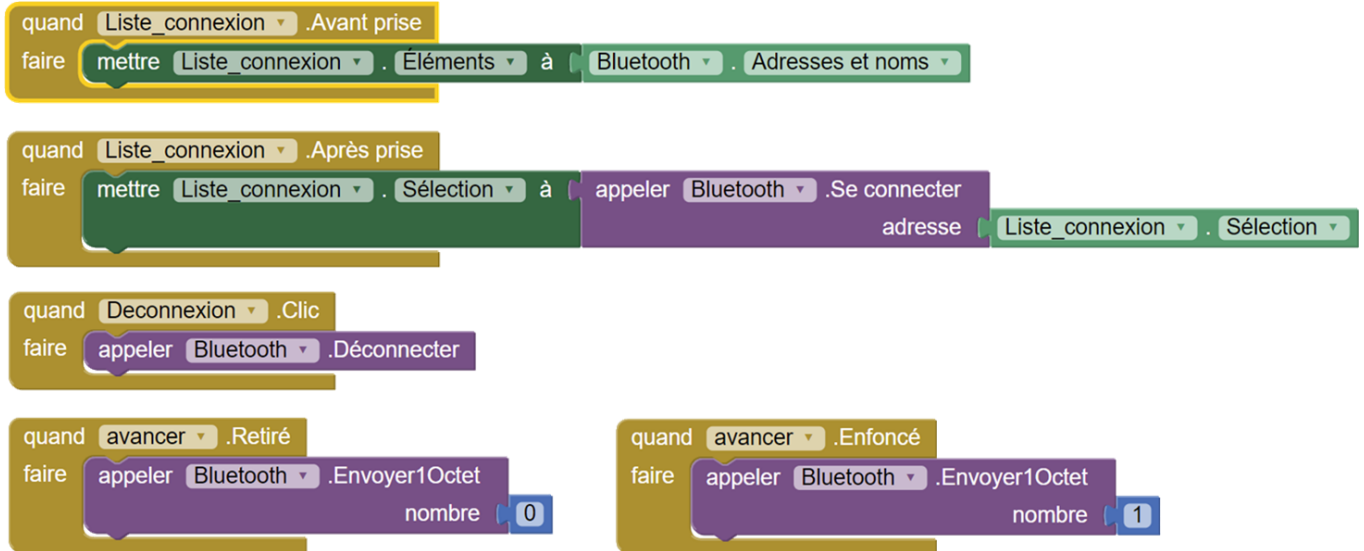 quand Liste_connexion .Avant prise
faire mettre Liste_connexion . Éléments à Bluetooth . Adresses et noms
quand Liste_connexion .Après prise
faire mettre Liste_connexion . Sélection à appeler Bluetooth .Se connecter
adresse Liste_connexion . Sélection
quand Deconnexion .Clic
faire appeler Bluetooth .Déconnecter
quand avancer .Retiré
faire appeler Bluetooth .Envoyer1Octet
nombre 0
quand avancer .Enfoncé
faire appeler Bluetooth .Envoyer1Octet
nombre 1